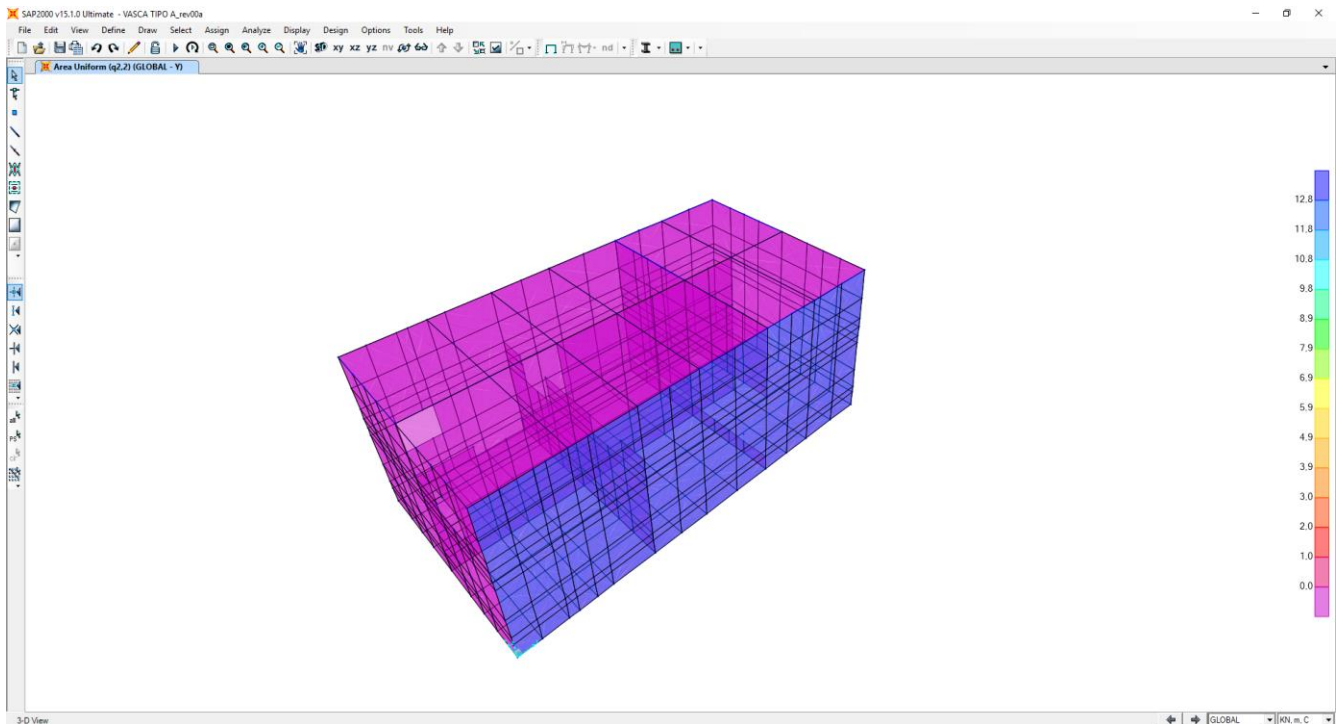 SAP2000 v15.1.0 Ultimate - VASCA TIPO A_rev00a
File Edit View Define Draw Select Assign Analyze Display Design Options Tools Help
xy xz yz nv nd
Area Uniform (q2.2) (GLOBAL - Y)
12.8
11.8
10.8
9.8
8.9
7.9
6.9
5.9
4.9
3.9
3.0
2.0
1.0
0.0
3-D View
GLOBAL
KN, m, C